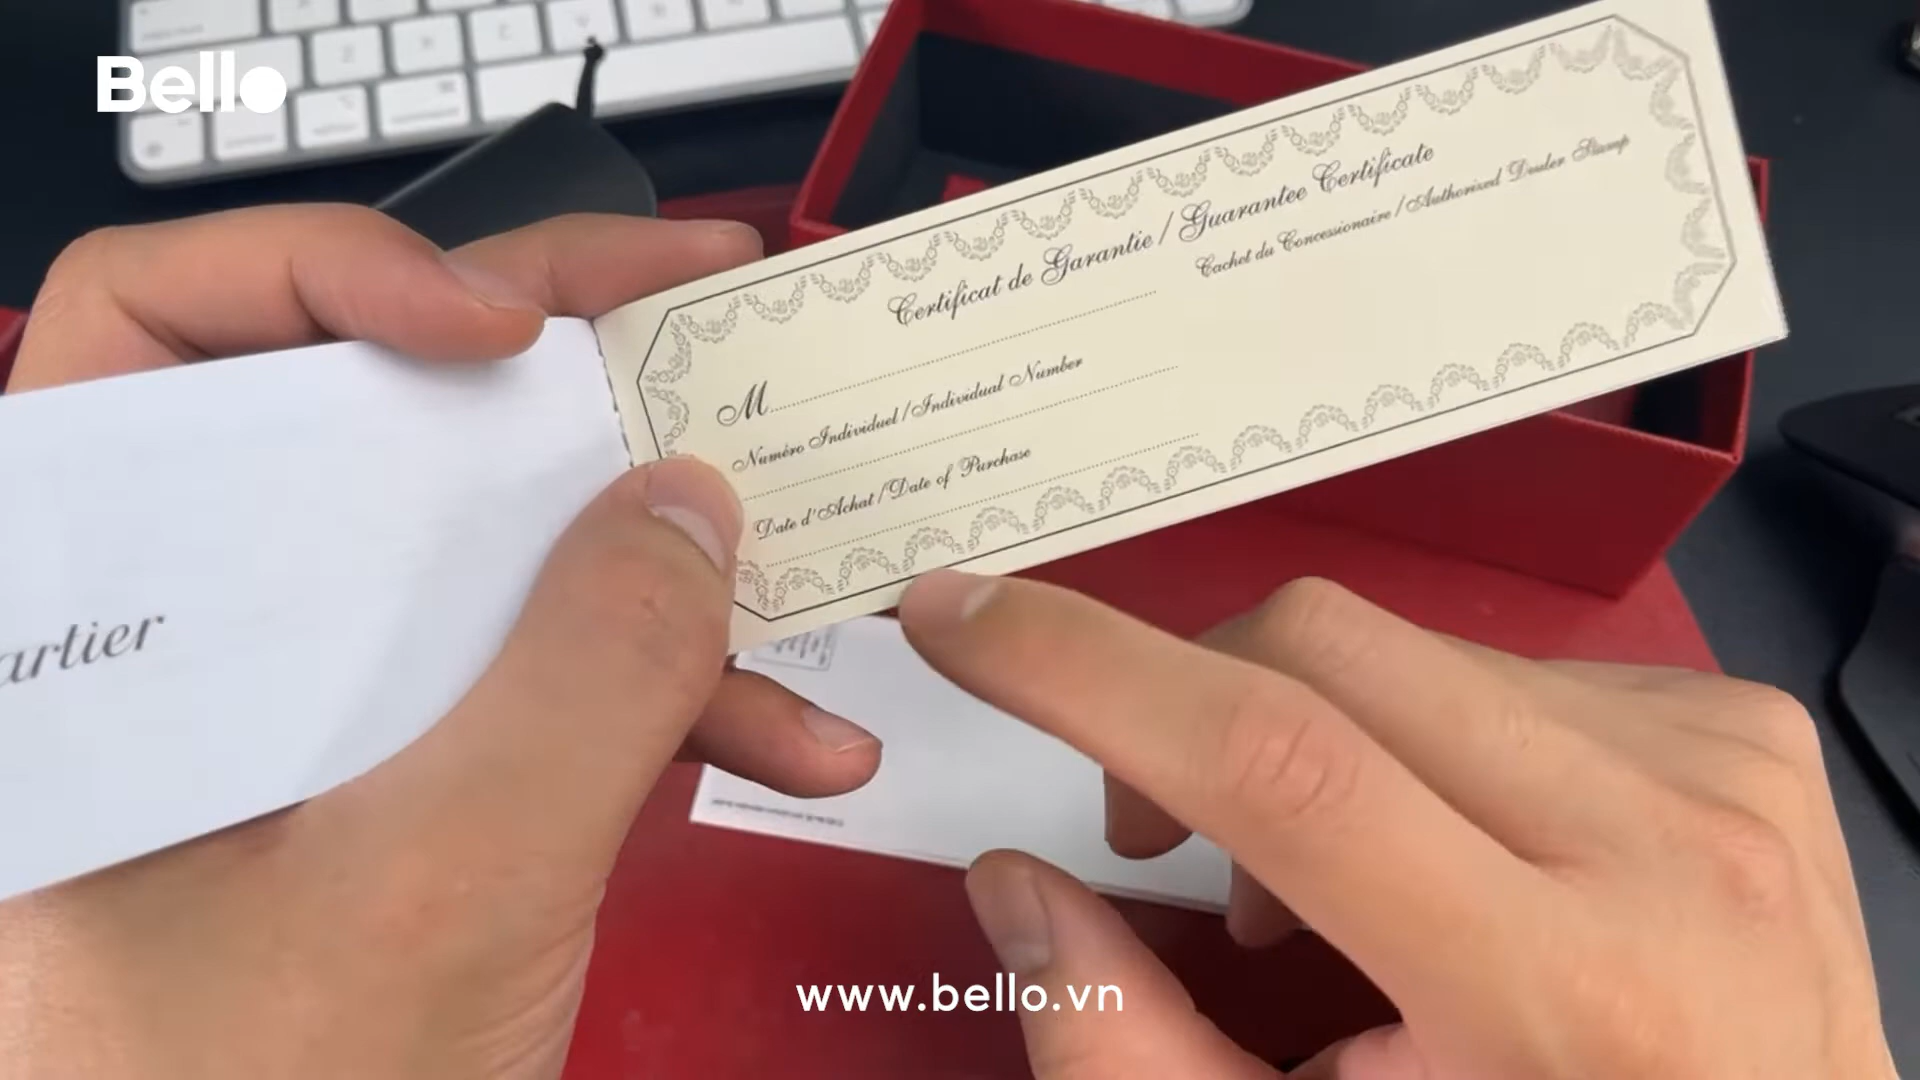 Bello
Certificat de Garantie / Guarantee Certificate
Cachet du Concessionaire / Authorized Dealer Stamp
M
Numéro Individuel / Individual Number
Date d'Achat / Date of Purchase
artier
www.bello.vn